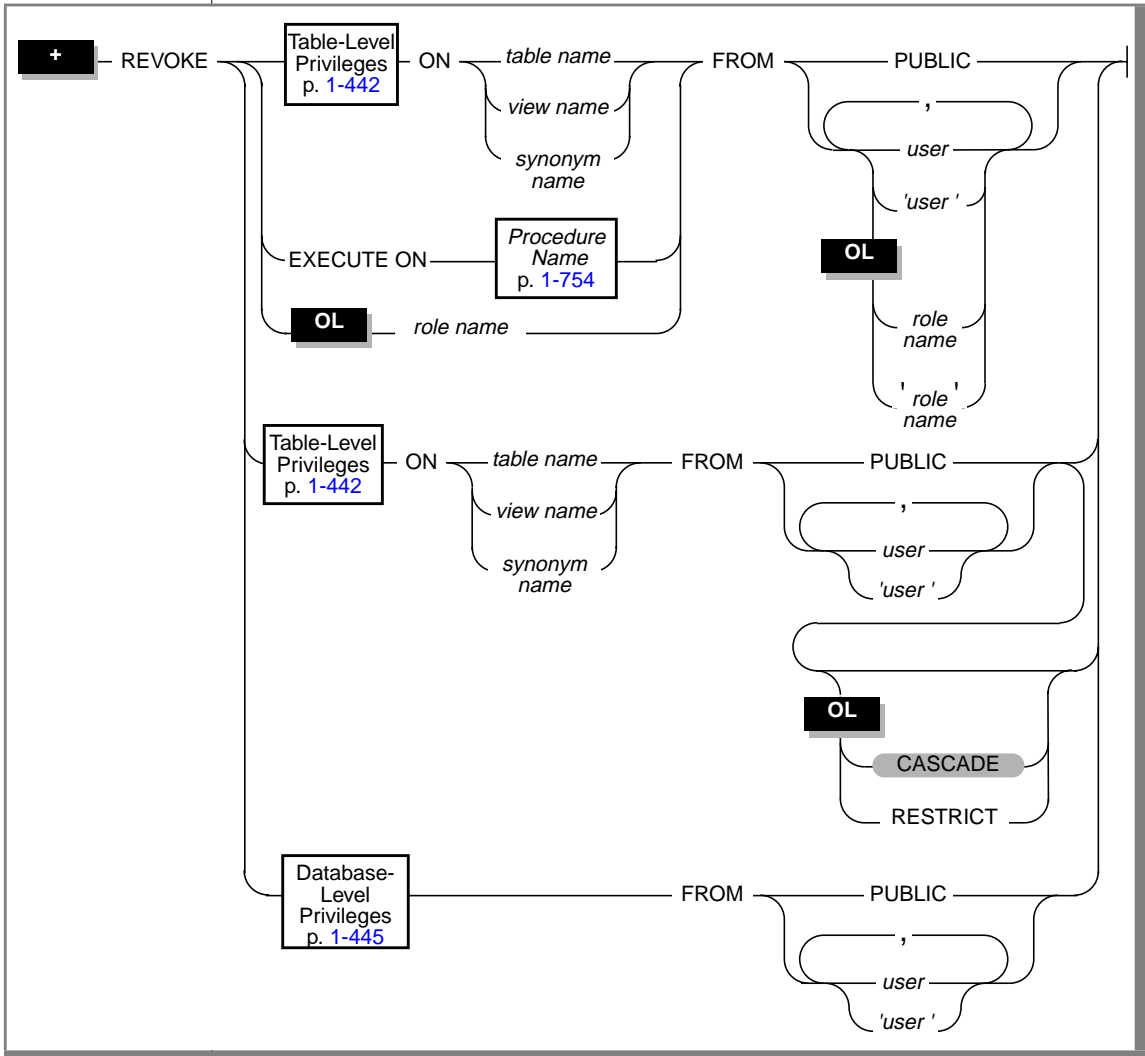 + REVOKE Table-Level ON table name FROM PUBLIC
Privileges
p. 1-442
view name
synonym
name
,
user
'user '
EXECUTE ON Procedure
Name
p. 1-754
OL
role
name
OL role name
' role '
name
Table-Level ON table name FROM PUBLIC
Privileges
p. 1-442
view name
synonym
name
,
user
'user '
OL
CASCADE
RESTRICT
Database-
Level
Privileges
p. 1-445
FROM PUBLIC
,
user
'user '